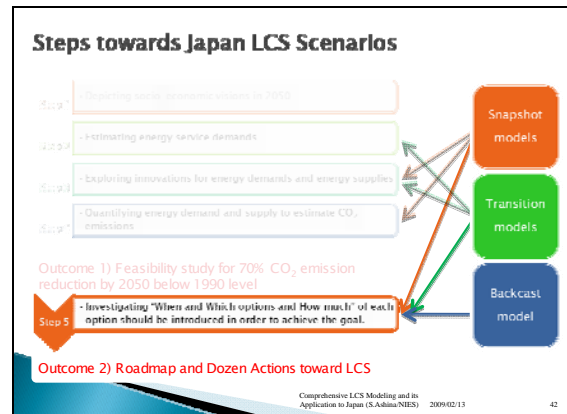 Steps towards Japan LCS Scenarios
- Depicting socio-economic visions in 2050
- Estimating energy service demands
- Exploring innovations for energy demands and energy supplies
- Quantifying energy demand and supply to estimate CO2
emissions
Snapshot
models
Transition
models
Backcast
model
Outcome 1) Feasibility study for 70% CO2 emission
reduction by 2050 below 1990 level
Step 5
- Investigating "When and Which options and How much" of each
option should be introduced in order to achieve the goal.
Outcome 2) Roadmap and Dozen Actions toward LCS
Comprehensive LCS Modeling and its
Application to Japan (S.Ashina/NIES)
2009/02/13
42